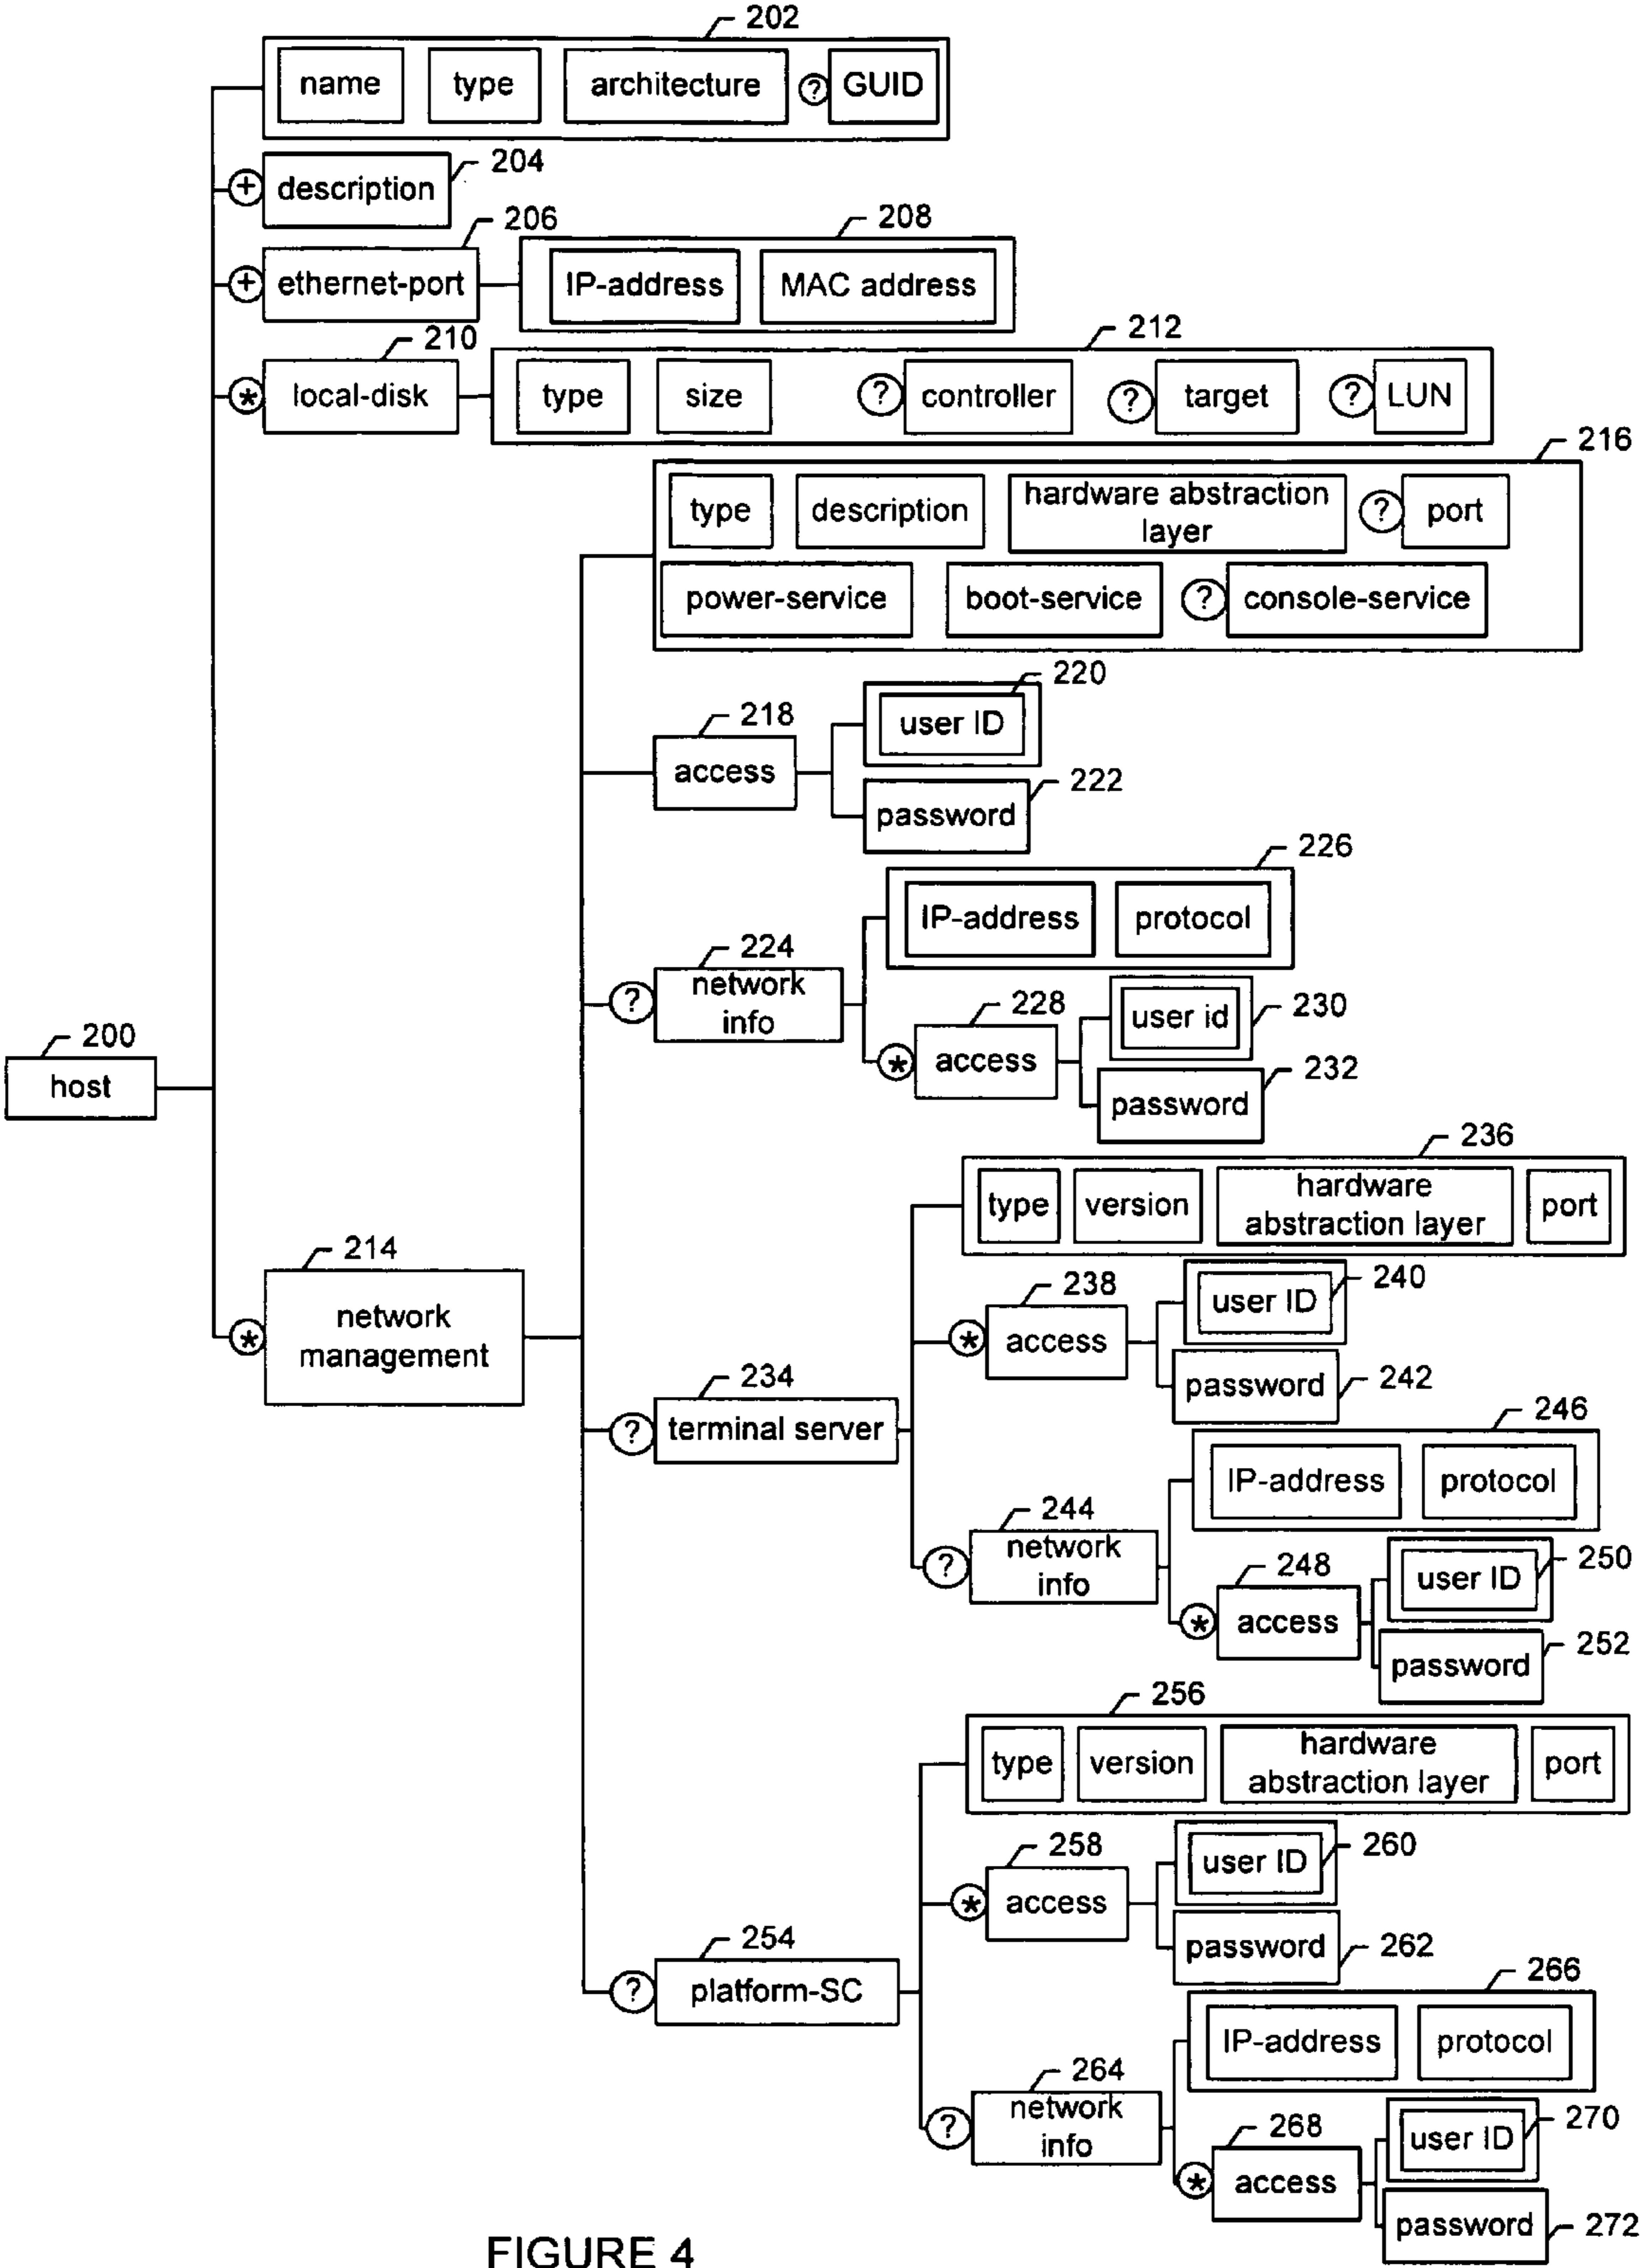 202
name type architecture ? GUID
204
+ description
206
208
+ ethernet-port IP-address MAC address
210
212
* local-disk type size ? controller ? target ? LUN
216
type description hardware abstraction layer ? port
power-service boot-service ? console-service
220
user ID
218
access
222
password
226
IP-address protocol
224
? network
info
228
* access
user id 230
232
password
200
host
236
type version hardware
abstraction layer port
214
* network
management
238
* access
240
user ID
password 242
234
? terminal server
246
IP-address protocol
244
? network
info
248
* access
user ID 250
password 252
256
type version hardware
abstraction layer port
258
* access
user ID 260
password 262
254
? platform-SC
266
IP-address protocol
264
? network
info
268
* access
user ID 270
password 272
FIGURE 4